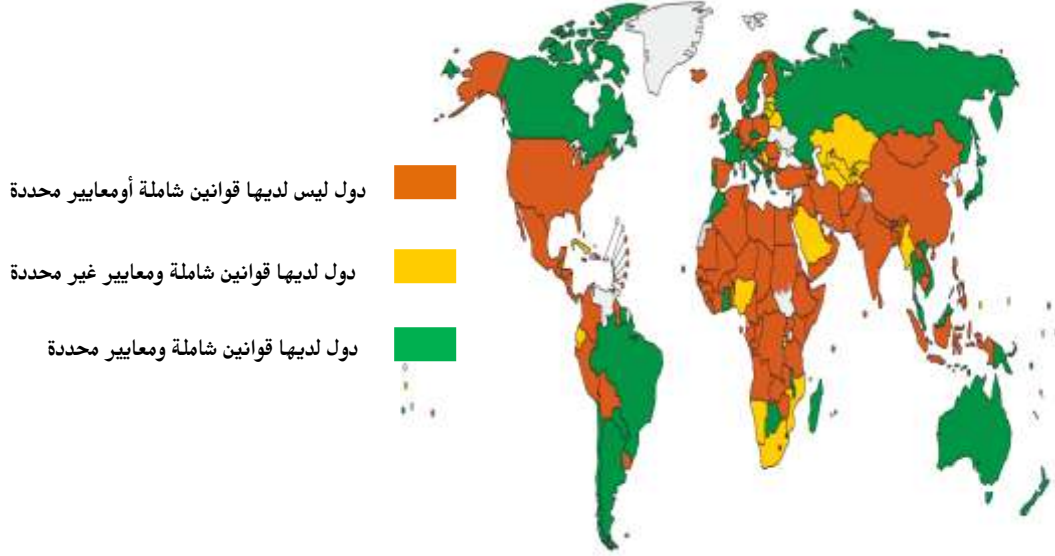 دول ليس لديها قوانين شاملة أومعايير محددة
دول لديها قوانين شاملة ومعايير غير محددة
دول لديها قوانين شاملة ومعايير محددة